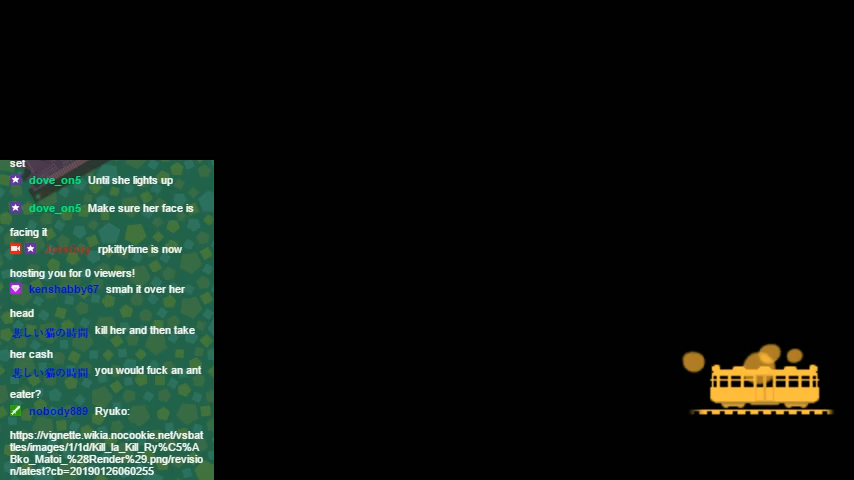 set
dove_on5 Until she lights up
dove_on5 Make sure her face is
facing it
rpkittytime is now
hosting you for 0 viewers!
kenshabby67 smah it over her
head
悲しい猫の時間 kill her and then take
her cash
悲しい猫の時間 you would fuck an ant
eater?
nobody889 Ryuko:
https://vignette.wikia.nocookie.net/vsbat
tles/images/1/1d/Kill_la_Kill_Ry%C5%A
Bko_Matoi_%28Render%29.png/revisio
n/latest?cb=20190126060255